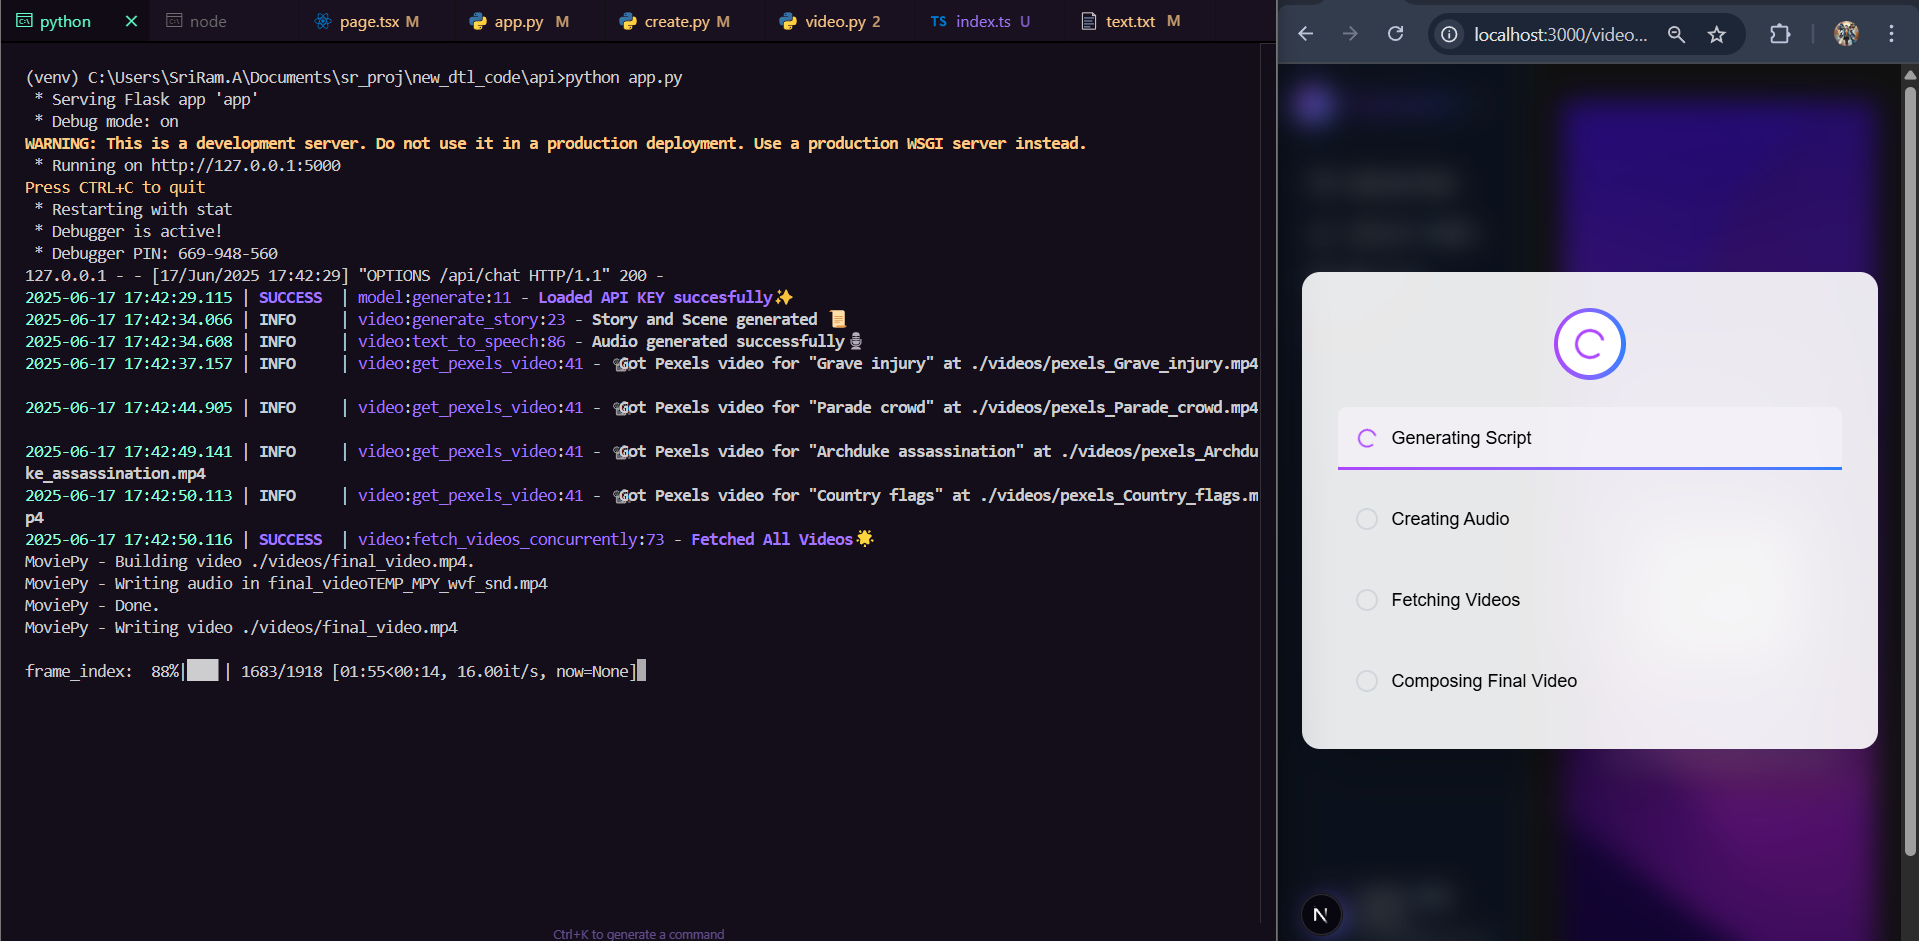 python
node
page.tsx M
app.py M
create.py M
video.py 2
TS index.ts U
text.txt M
(venv) C:\Users\SriRam.A\Documents\sr_proj\new_dtl_code\api>python app.py
* Serving Flask app 'app'
* Debug mode: on
WARNING: This is a development server. Do not use it in a production deployment. Use a production WSGI server instead.
* Running on http://127.0.0.1:5000
Press CTRL+C to quit
* Restarting with stat
* Debugger is active!
* Debugger PIN: 669-948-560
127.0.0.1 - - [17/Jun/2025 17:42:29] "OPTIONS /api/chat HTTP/1.1" 200 -
2025-06-17 17:42:29.115 | SUCCESS | model:generate:11 - Loaded API KEY succesfully✨
2025-06-17 17:42:34.066 | INFO | video:generate_story:23 - Story and Scene generated 📜
2025-06-17 17:42:34.608 | INFO | video:text_to_speech:86 - Audio generated successfully🎙
2025-06-17 17:42:37.157 | INFO | video:get_pexels_video:41 - 📽Got Pexels video for "Grave injury" at ./videos/pexels_Grave_injury.mp4
2025-06-17 17:42:44.905 | INFO | video:get_pexels_video:41 - 📽Got Pexels video for "Parade crowd" at ./videos/pexels_Parade_crowd.mp4
2025-06-17 17:42:49.141 | INFO | video:get_pexels_video:41 - 📽Got Pexels video for "Archduke assassination" at ./videos/pexels_Archdu
ke_assassination.mp4
2025-06-17 17:42:50.113 | INFO | video:get_pexels_video:41 - 📽Got Pexels video for "Country flags" at ./videos/pexels_Country_flags.m
p4
2025-06-17 17:42:50.116 | SUCCESS | video:fetch_videos_concurrently:73 - Fetched All Videos🌟
MoviePy - Building video ./videos/final_video.mp4.
MoviePy - Writing audio in final_videoTEMP_MPY_wvf_snd.mp4
MoviePy - Done.
MoviePy - Writing video ./videos/final_video.mp4
frame_index: 88%|███ | 1683/1918 [01:55<00:14, 16.00it/s, now=None]
Ctrl+K to generate a command
localhost:3000/video...
Generating Script
Creating Audio
Fetching Videos
Composing Final Video
N